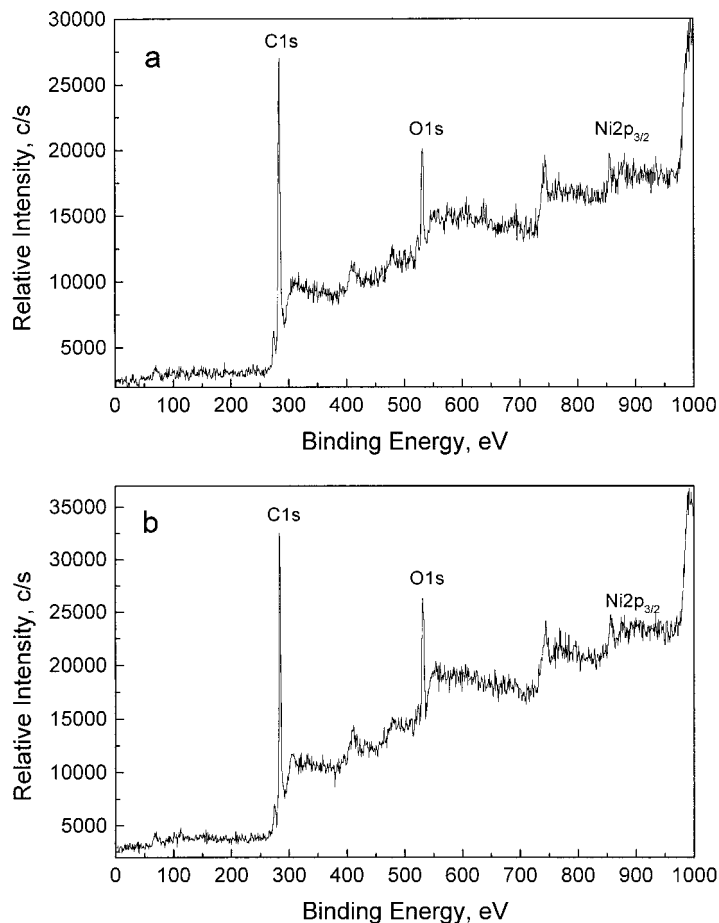 a
C1s
O1s
Ni2p3/2
30000
25000
20000
15000
10000
5000
Relative Intensity, c/s
0 100 200 300 400 500 600 700 800 900 1000
Binding Energy, eV
b
C1s
O1s
Ni2p3/2
35000
30000
25000
20000
15000
10000
5000
Relative Intensity, c/s
0 100 200 300 400 500 600 700 800 900 1000
Binding Energy, eV